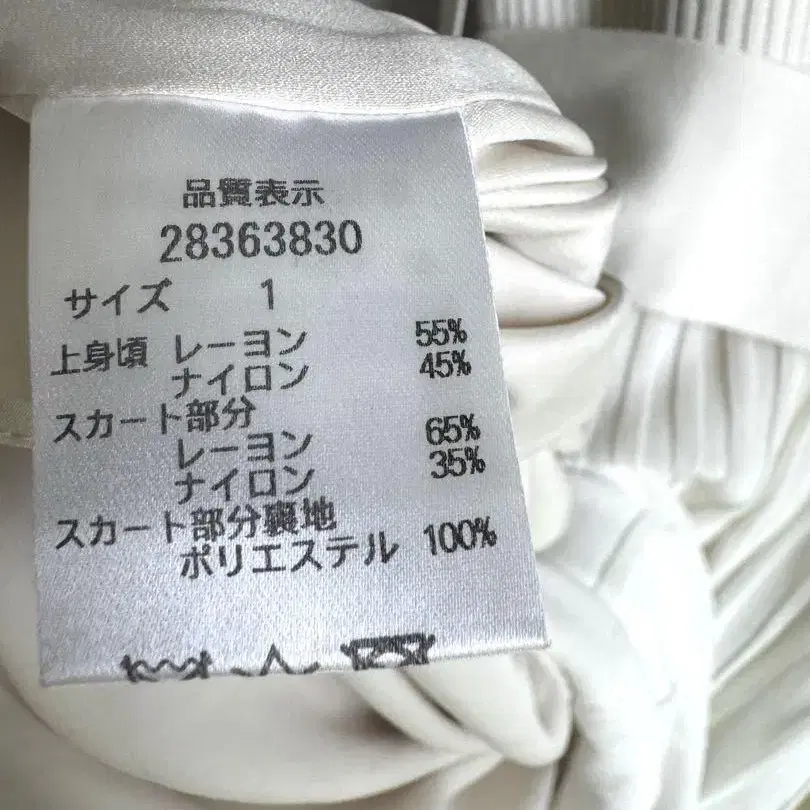 品質表示
28363830
サイズ 1
上身頃 レーヨン 55%
ナイロン 45%
スカート部分
レーヨン 65%
ナイロン 35%
スカート部分裏地
ポリエステル 100%